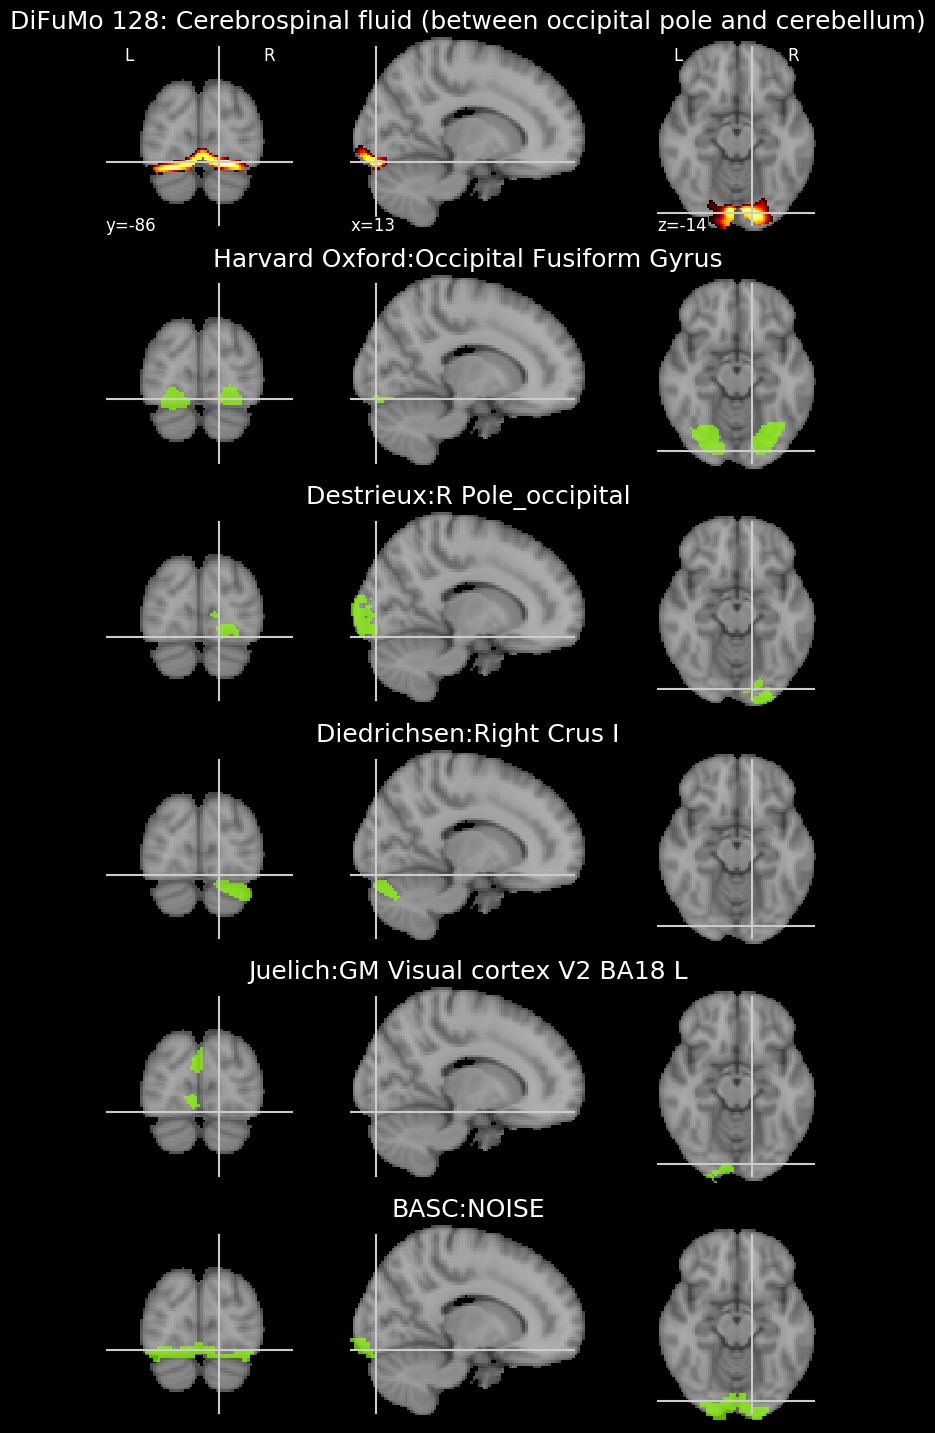 DiFuMo 128: Cerebrospinal fluid (between occipital pole and cerebellum)
L R L R
y=-86 x=13 z=-14
Harvard Oxford:Occipital Fusiform Gyrus
Destrieux:R Pole_occipital
Diedrichsen:Right Crus I
Juelich:GM Visual cortex V2 BA18 L
BASC:NOISE